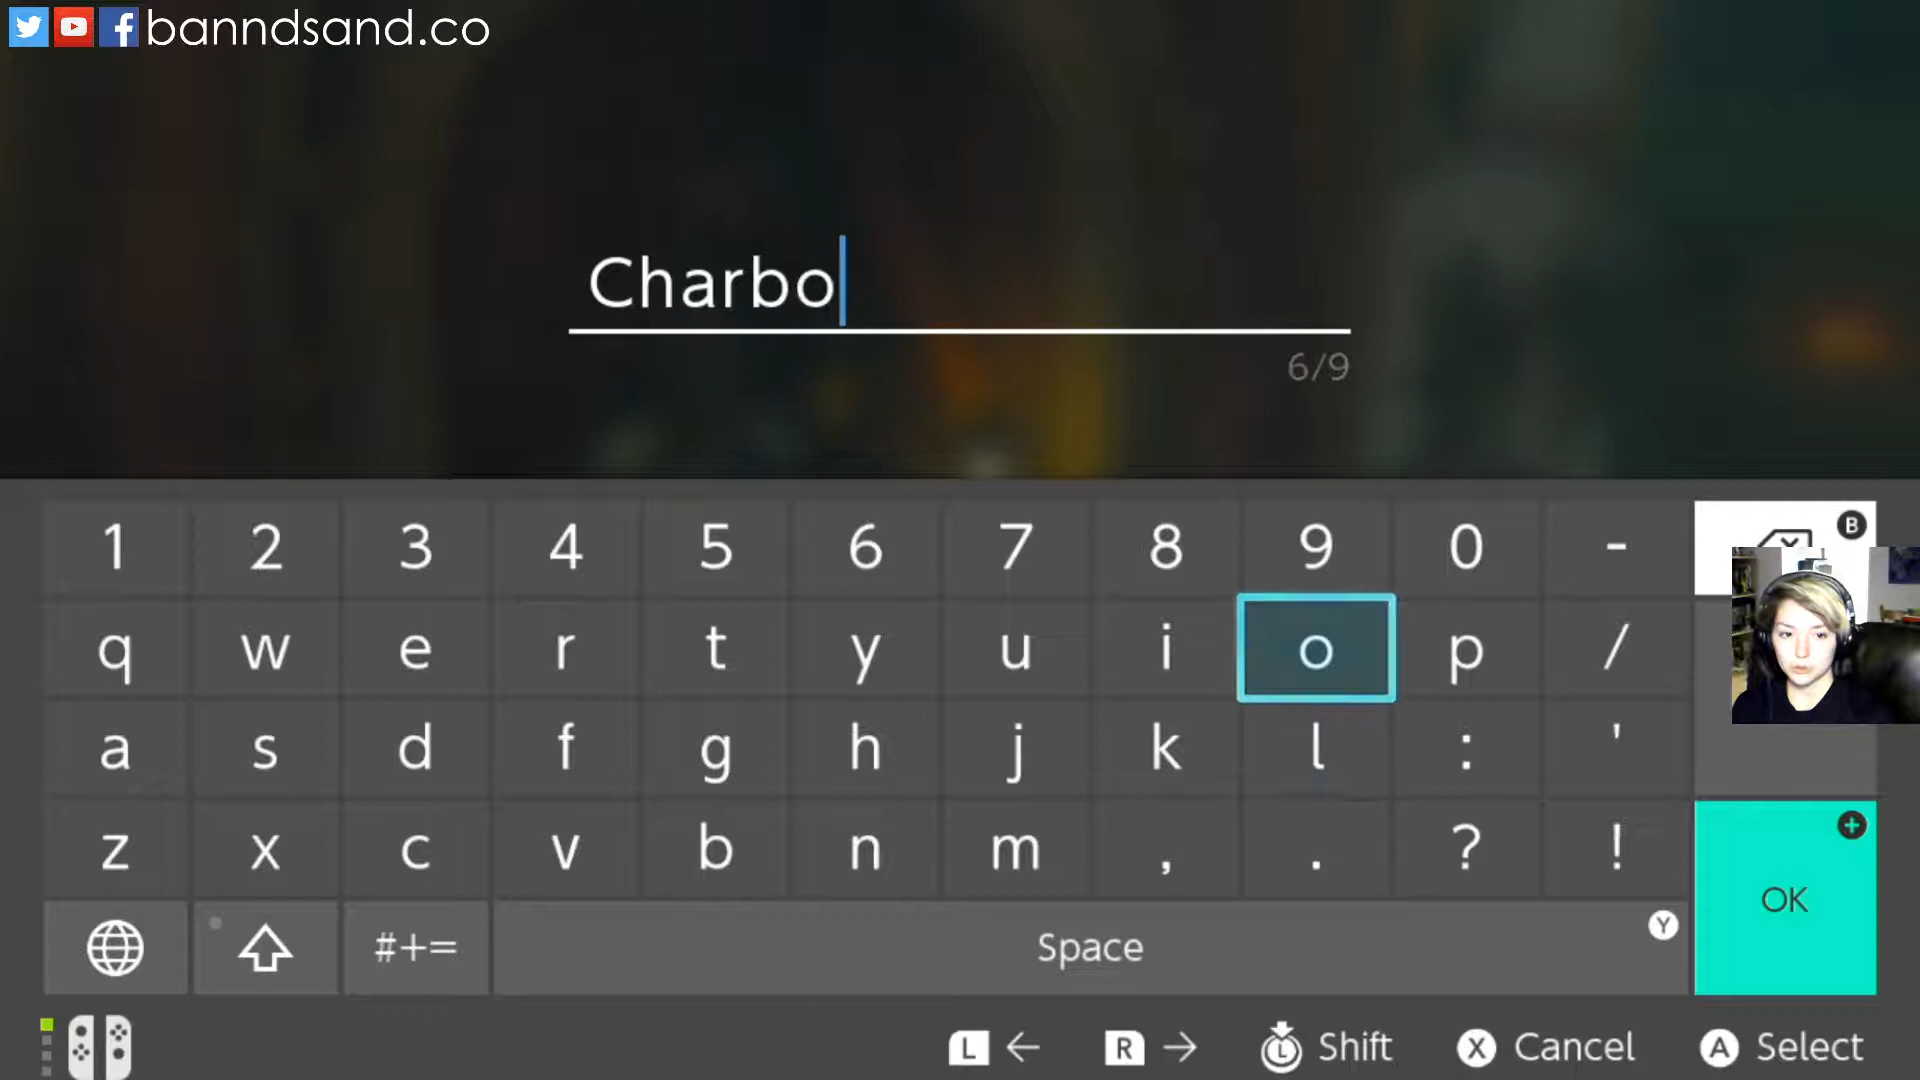 banndsand.co
Charbo
6/9
1 2 3 4 5 6 7 8 9 0 - B
q w e r t y u i o p /
a s d f g h j k l : '
z x c v b n m , . ? ! +
OK
#+= Space Y
L ← R → L Shift X Cancel A Select